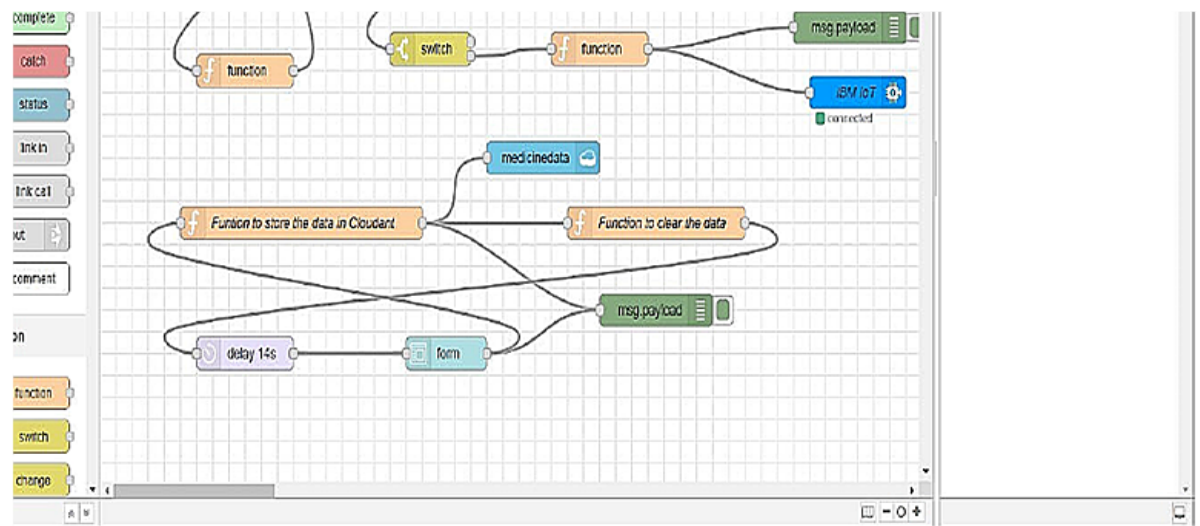 complete
catch
status
link in
link call
out
comment
on
function
switch
change
function
switch
function
msg.payload
IBM IoT
connected
medicinedata
Funtion to store the data in Cloudant
Function to clear the data
msg.payload
delay 14s
form